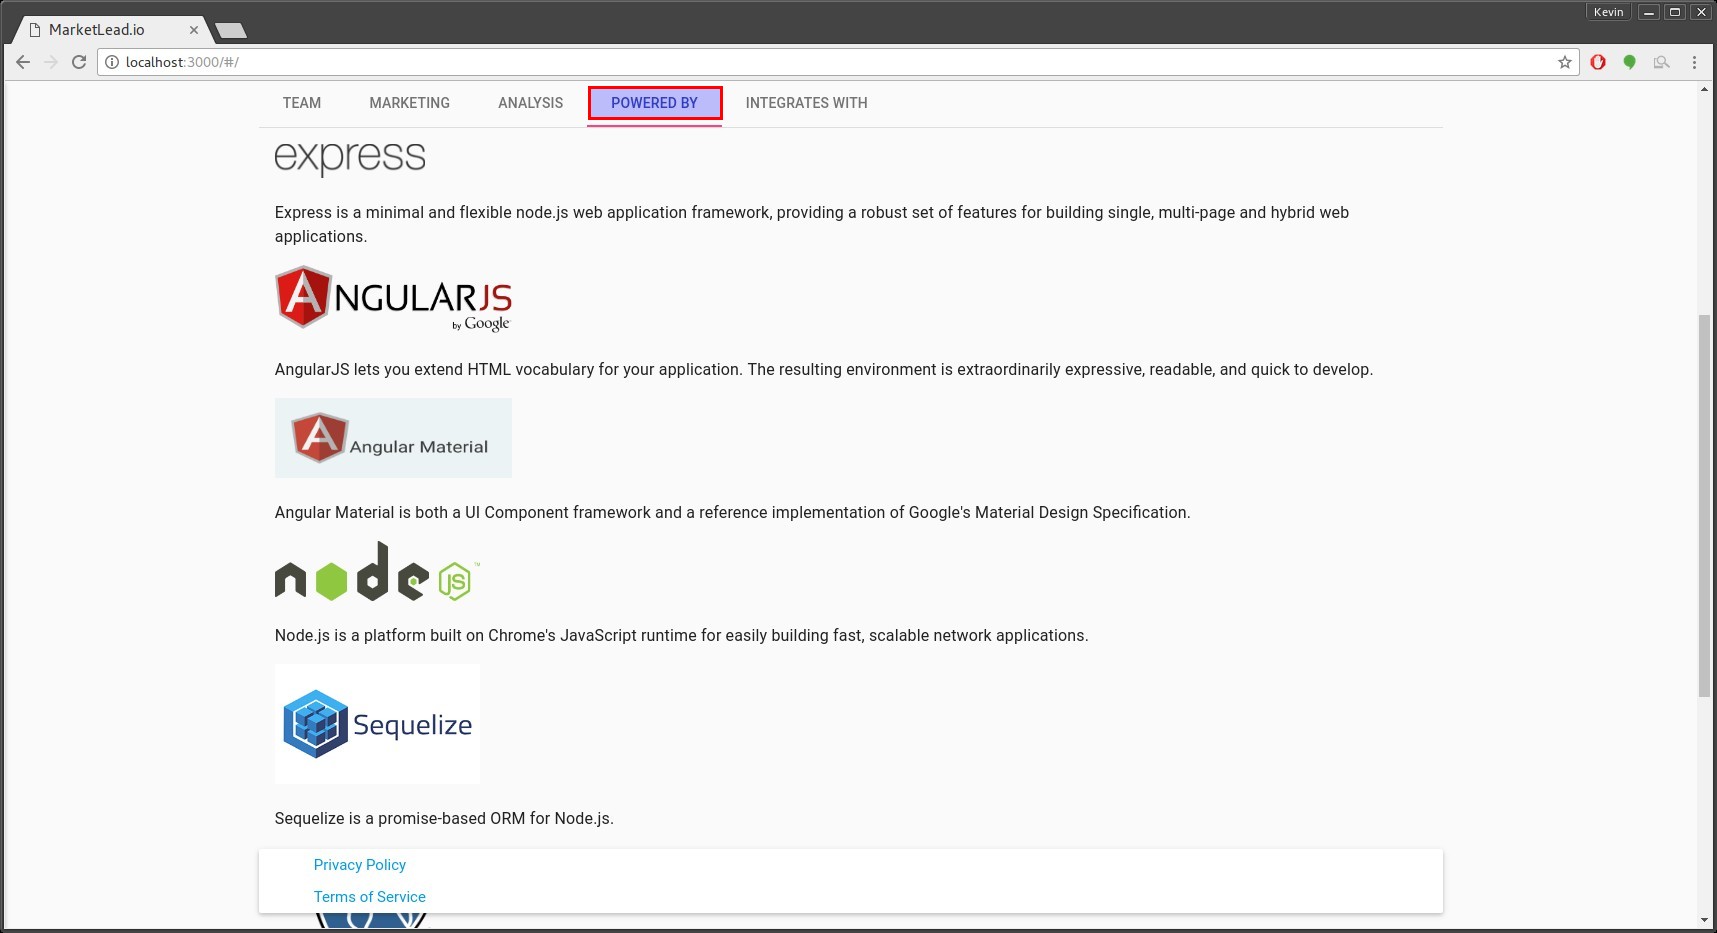 Kevin
MarketLead.io
localhost:3000/#/
TEAM MARKETING ANALYSIS POWERED BY INTEGRATES WITH
express
Express is a minimal and flexible node.js web application framework, providing a robust set of features for building single, multi-page and hybrid web
applications.
ANGULARJS
by Google
AngularJS lets you extend HTML vocabulary for your application. The resulting environment is extraordinarily expressive, readable, and quick to develop.
A Angular Material
Angular Material is both a UI Component framework and a reference implementation of Google's Material Design Specification.
node JS ™
Node.js is a platform built on Chrome's JavaScript runtime for easily building fast, scalable network applications.
Sequelize
Sequelize is a promise-based ORM for Node.js.
Privacy Policy
Terms of Service